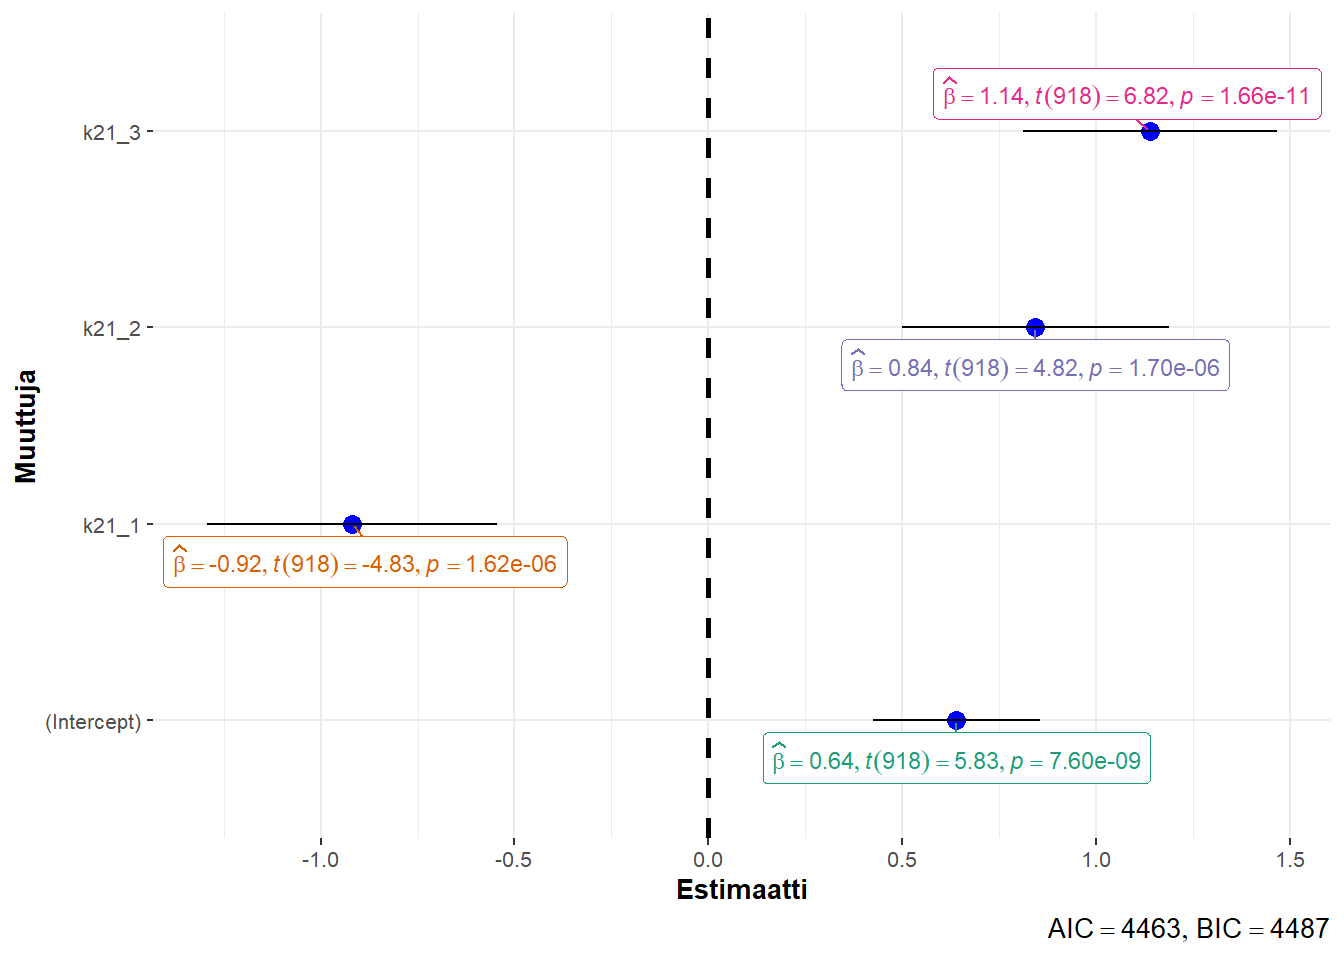 β̂ = 1.14, t(918) = 6.82, p = 1.66e-11
k21_3
k21_2
β̂ = 0.84, t(918) = 4.82, p = 1.70e-06
Muuttuja
k21_1
β̂ = -0.92, t(918) = -4.83, p = 1.62e-06
(Intercept)
β̂ = 0.64, t(918) = 5.83, p = 7.60e-09
-1.0 -0.5 0.0 0.5 1.0 1.5
Estimaatti
AIC = 4463, BIC = 4487